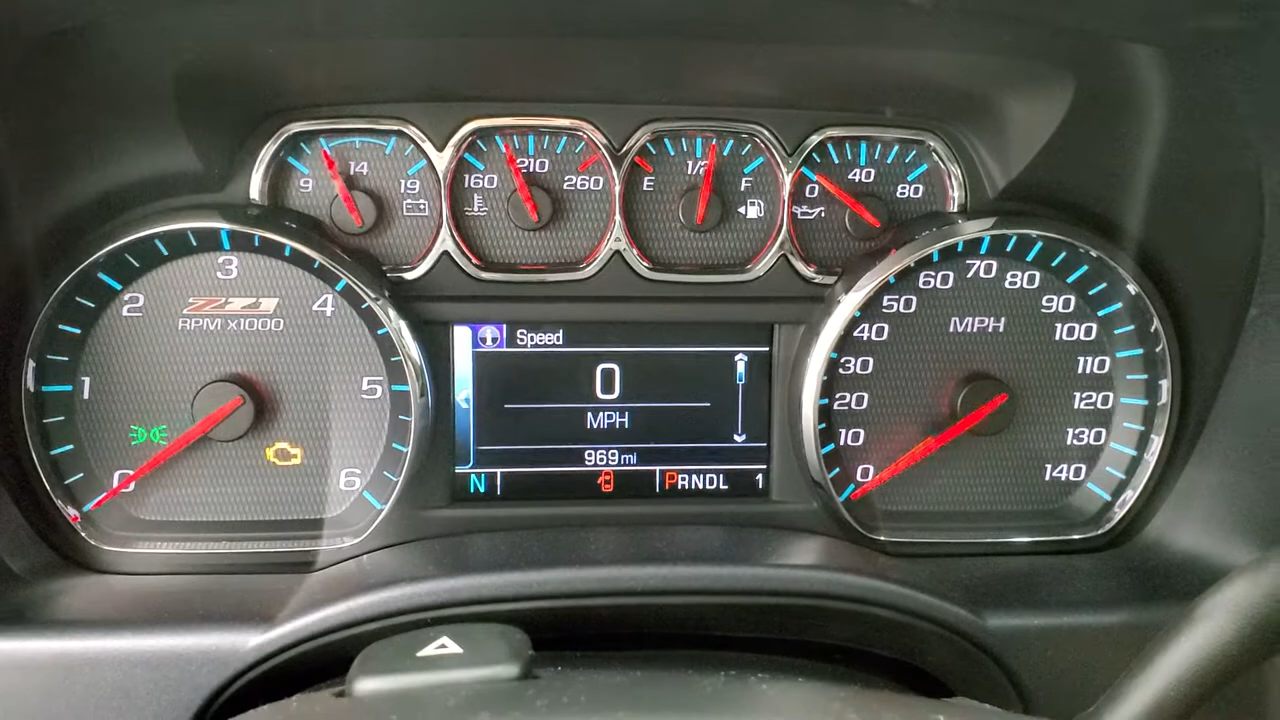 9 14 19
160 210 260
E 1/2 F
0 40 80
0 1 2 3 4 5 6
Z71
RPM X1000
Speed
0
MPH
969 mi
N PRNDL 1
MPH
0 10 20 30 40 50 60 70 80 90 100 110 120 130 140